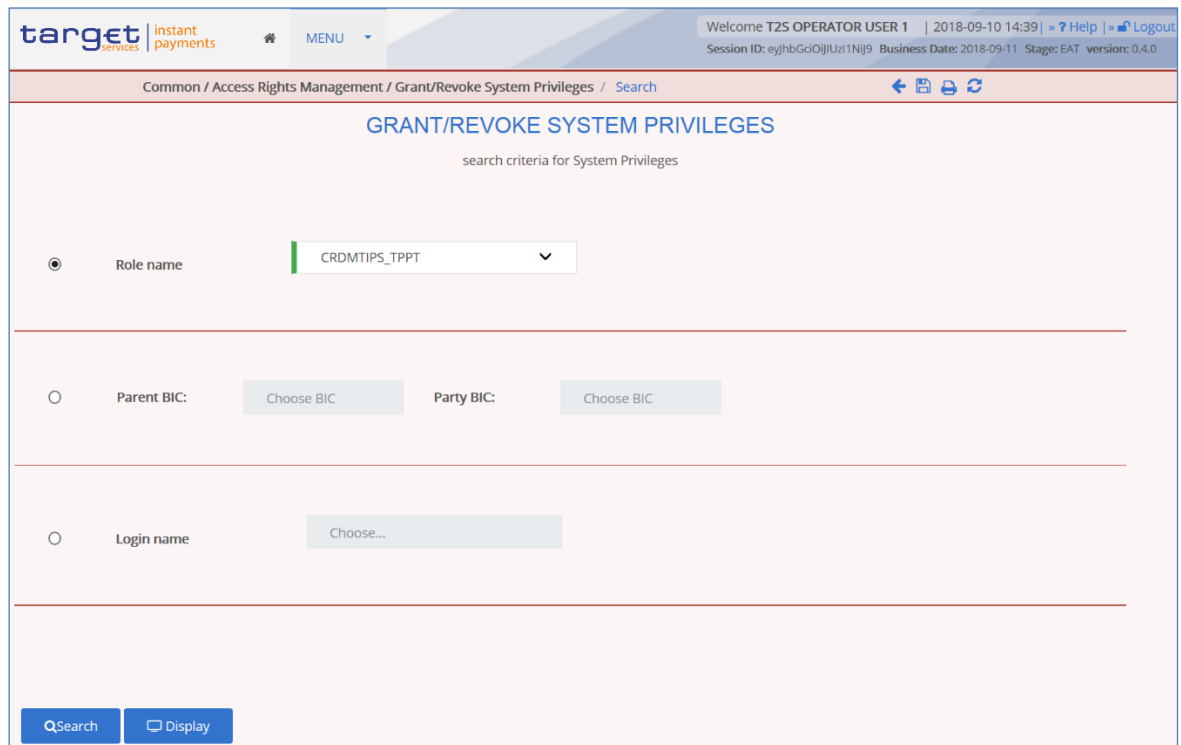 target services instant payments
MENU
Welcome T2S OPERATOR USER 1 | 2018-09-10 14:39 | » ? Help | » Logout
Session ID: eyJhbGciOiJIUzI1NiJ9 Business Date: 2018-09-11 Stage: EAT version: 0.4.0
Common / Access Rights Management / Grant/Revoke System Privileges / Search
GRANT/REVOKE SYSTEM PRIVILEGES
search criteria for System Privileges
Role name CRDMTIPS_TPPT
Parent BIC: Choose BIC Party BIC: Choose BIC
Login name Choose...
Search Display